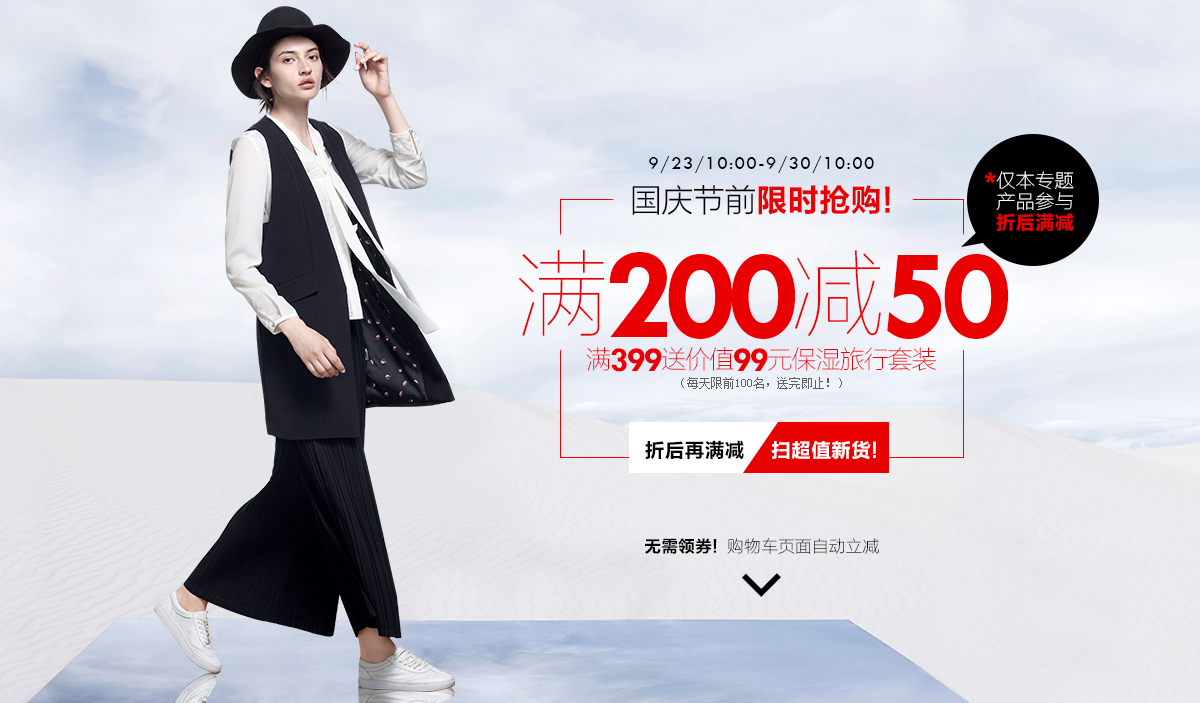 9/23/10:00-9/30/10:00
国庆节前限时抢购!
*仅本专题
产品参与
折后满减
满200减50
满399送价值99元保湿旅行套装
（每天限前100名，送完即止！）
折后再满减 扫超值新货!
无需领券! 购物车页面自动立减